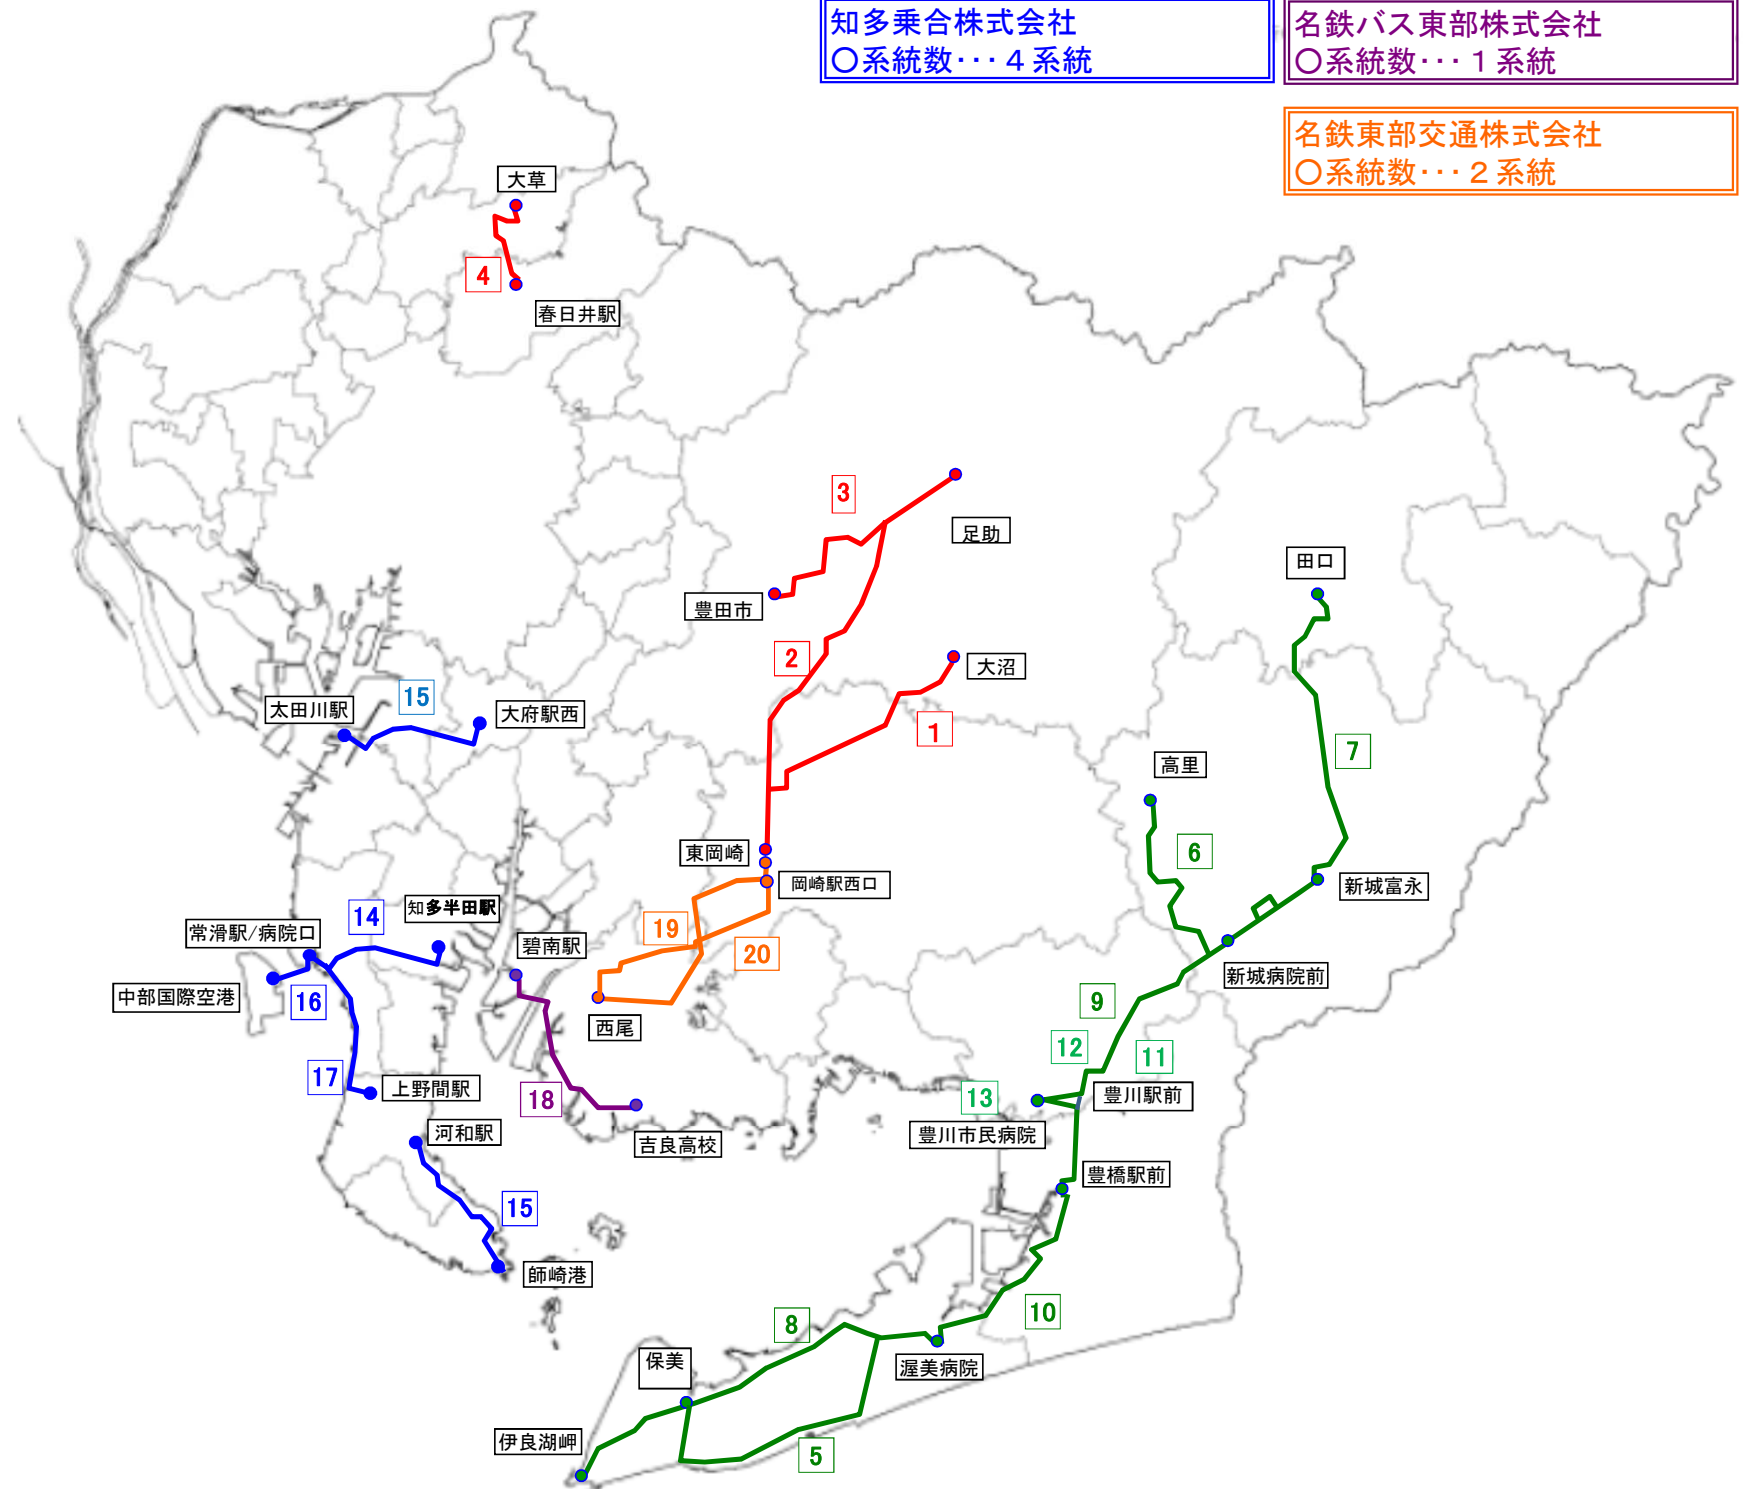 知多乗合株式会社
○系統数･･･４系統
名鉄バス東部株式会社
○系統数･･･１系統
名鉄東部交通株式会社
○系統数･･･２系統
大草
4
春日井駅
3
足助
豊田市
田口
2
大沼
1
太田川駅
15
大府駅西
高里
7
東岡崎
6
岡崎駅西口
新城富永
知多半田駅
14
常滑駅/病院口
19
碧南駅
20
新城病院前
中部国際空港
16
9
西尾
12
11
17
上野間駅
18
13
豊川駅前
河和駅
吉良高校
豊川市民病院
豊橋駅前
15
師崎港
10
8
保美
渥美病院
伊良湖岬
5